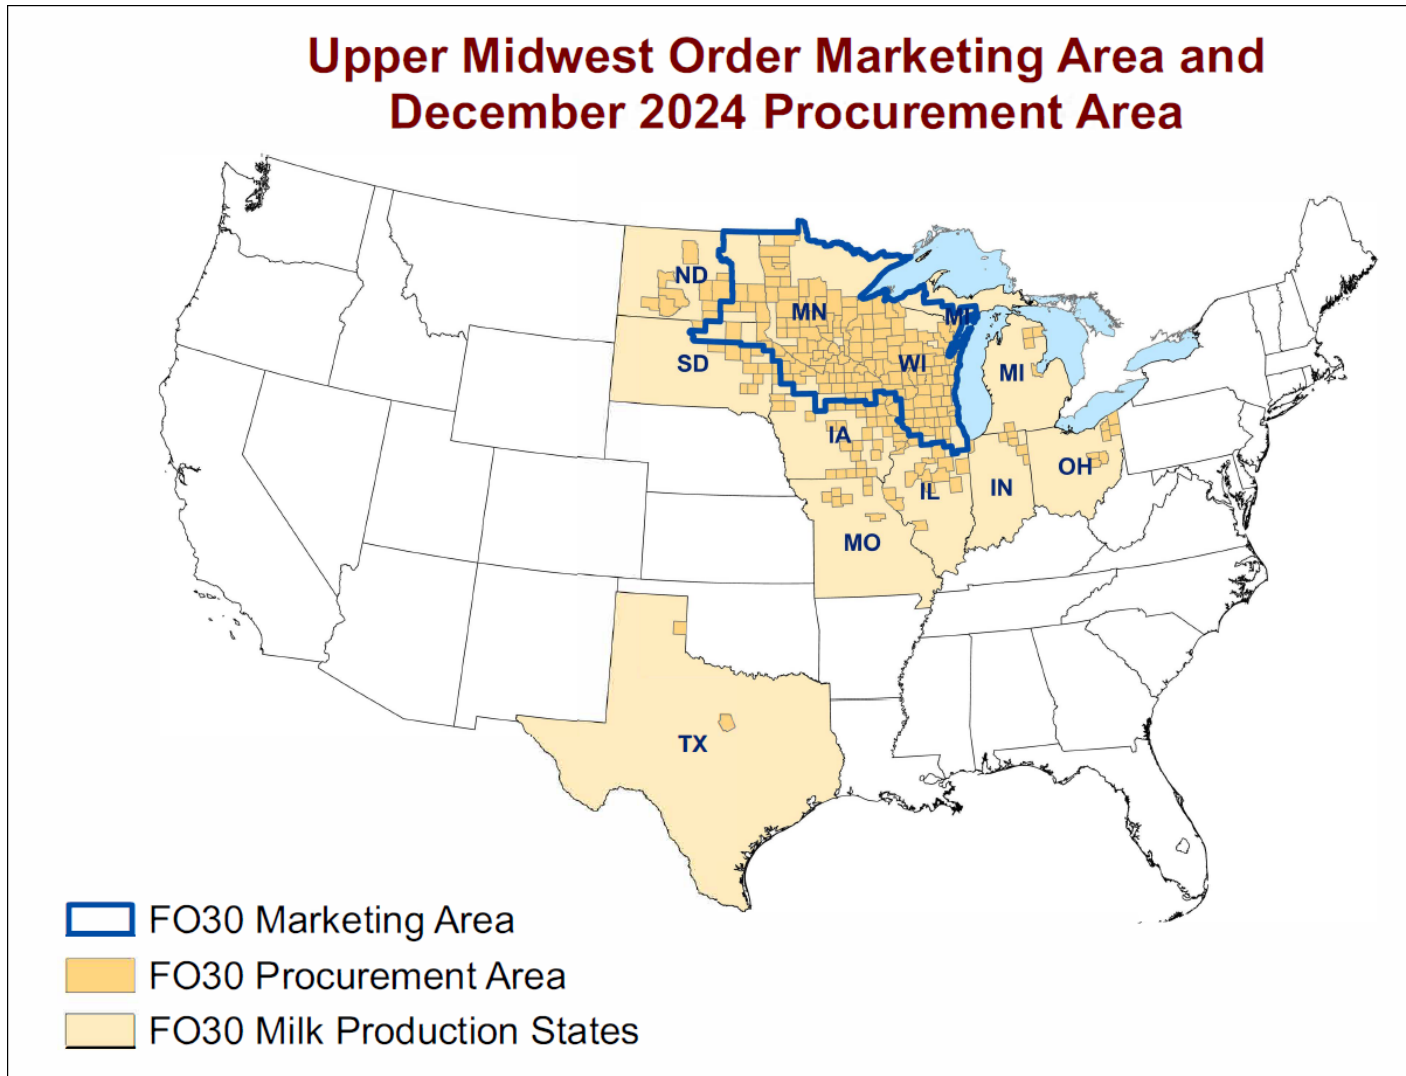 Upper Midwest Order Marketing Area and
December 2024 Procurement Area
ND
MN
MI
SD
WI
MI
IA
OH
IL
IN
MO
TX
FO30 Marketing Area
FO30 Procurement Area
FO30 Milk Production States